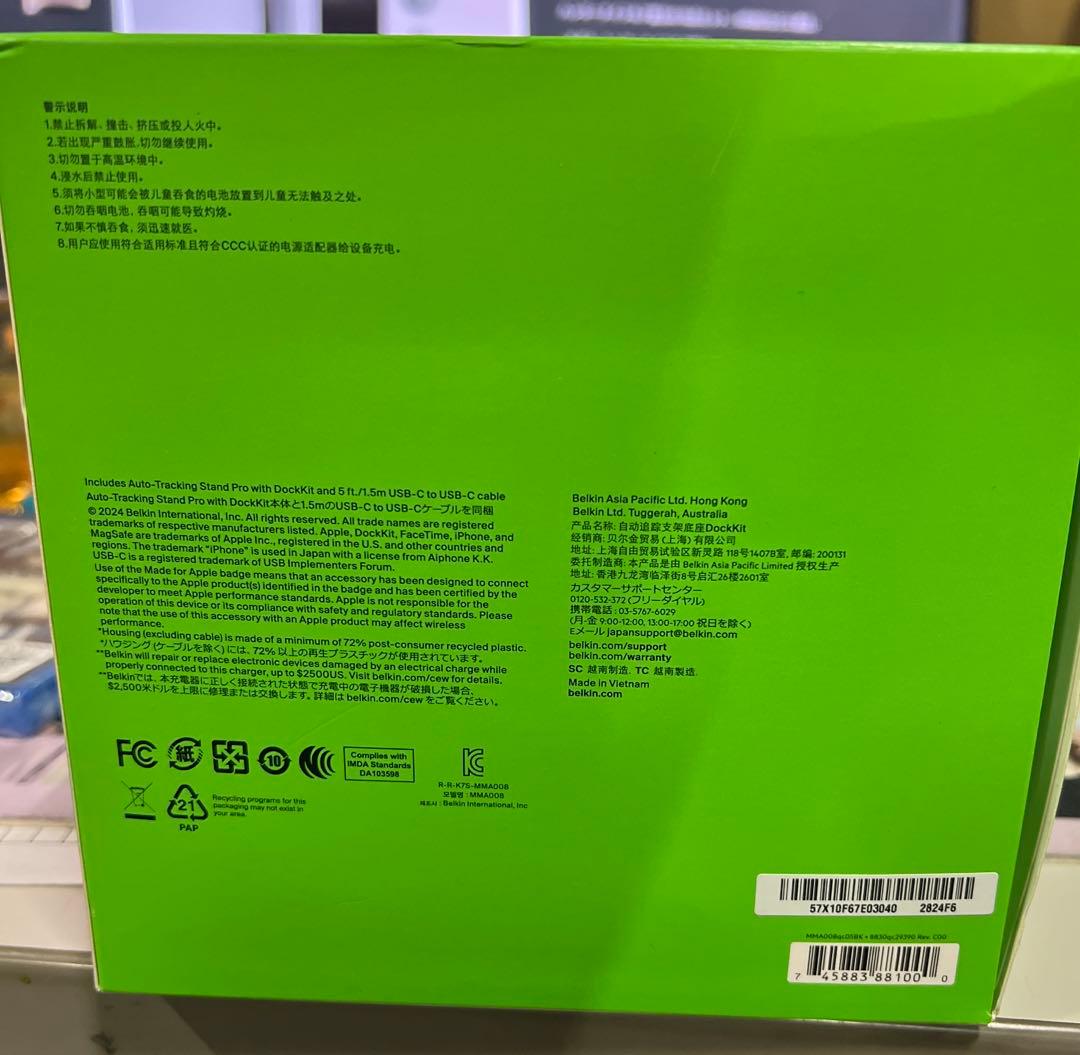 警示说明
1.禁止拆解、撞击、挤压或投入火中。
2.若出现严重鼓胀,切勿继续使用。
3.切勿置于高温环境中。
4.浸水后禁止使用。
5.须将小型可能会被儿童吞食的电池放置到儿童无法触及之处。
6.切勿吞咽电池，吞咽可能导致灼烧。
7.如果不慎吞食，须迅速就医。
8.用户应使用符合适用标准且符合CCC认证的电源适配器给设备充电。
Includes Auto-Tracking Stand Pro with DockKit and 5 ft./1.5m USB-C to USB-C cable
Auto-Tracking Stand Pro with DockKit本体と1.5mのUSB-C to USB-Cケーブルを同梱
© 2024 Belkin International, Inc. All rights reserved. All trade names are registered
trademarks of respective manufacturers listed. Apple, DockKit, FaceTime, iPhone, and
MagSafe are trademarks of Apple Inc., registered in the U.S. and other countries and
regions. The trademark "iPhone" is used in Japan with a license from Aiphone K.K.
USB-C is a registered trademark of USB Implementers Forum.
Use of the Made for Apple badge means that an accessory has been designed to connect
specifically to the Apple product(s) identified in the badge and has been certified by the
developer to meet Apple performance standards. Apple is not responsible for the
operation of this device or its compliance with safety and regulatory standards. Please
note that the use of this accessory with an Apple product may affect wireless
performance.
*Housing (excluding cable) is made of a minimum of 72% post-consumer recycled plastic.
*ハウジング (ケーブルを除く) には、72% 以上の再生プラスチックが使用されています。
**Belkin will repair or replace electronic devices damaged by an electrical charge while
properly connected to this charger, up to $2500US. Visit belkin.com/cew for details.
**Belkinでは、本充電器に正しく接続された状態で充電中の電子機器が破損した場合、
$2,500米ドルを上限に修理または交換します。詳細は belkin.com/cew をご覧ください。
Belkin Asia Pacific Ltd. Hong Kong
Belkin Ltd. Tuggerah, Australia
产品名称: 自动追踪支架底座DockKit
经销商: 贝尔金贸易(上海)有限公司
地址: 上海自由贸易试验区新灵路 118号1407B室, 邮编: 200131
委托制造商: 本产品是由 Belkin Asia Pacific Limited 授权生产
地址: 香港九龙湾临泽街8号启汇26楼2601室
カスタマーサポートセンター
0120-532-372 (フリーダイヤル)
携帯電話 : 03-5767-6029
(月-金 9:00-12:00, 13:00-17:00 祝日を除く)
Eメール japansupport@belkin.com
belkin.com/support
belkin.com/warranty
SC 越南制造. TC 越南製造.
Made in Vietnam
belkin.com
FC
紙
10
Complies with
IMDA Standards
DA103598
R-R-K7S-MMA008
모델명 : MMA008
제조사 : Belkin International, Inc
21
PAP
Recycling programs for this
packaging may not exist in
your area.
57X10F67E03040 2824F6
MMA008qc05BK • 8830qc29390 Rev. C00
7 45883 88100 0